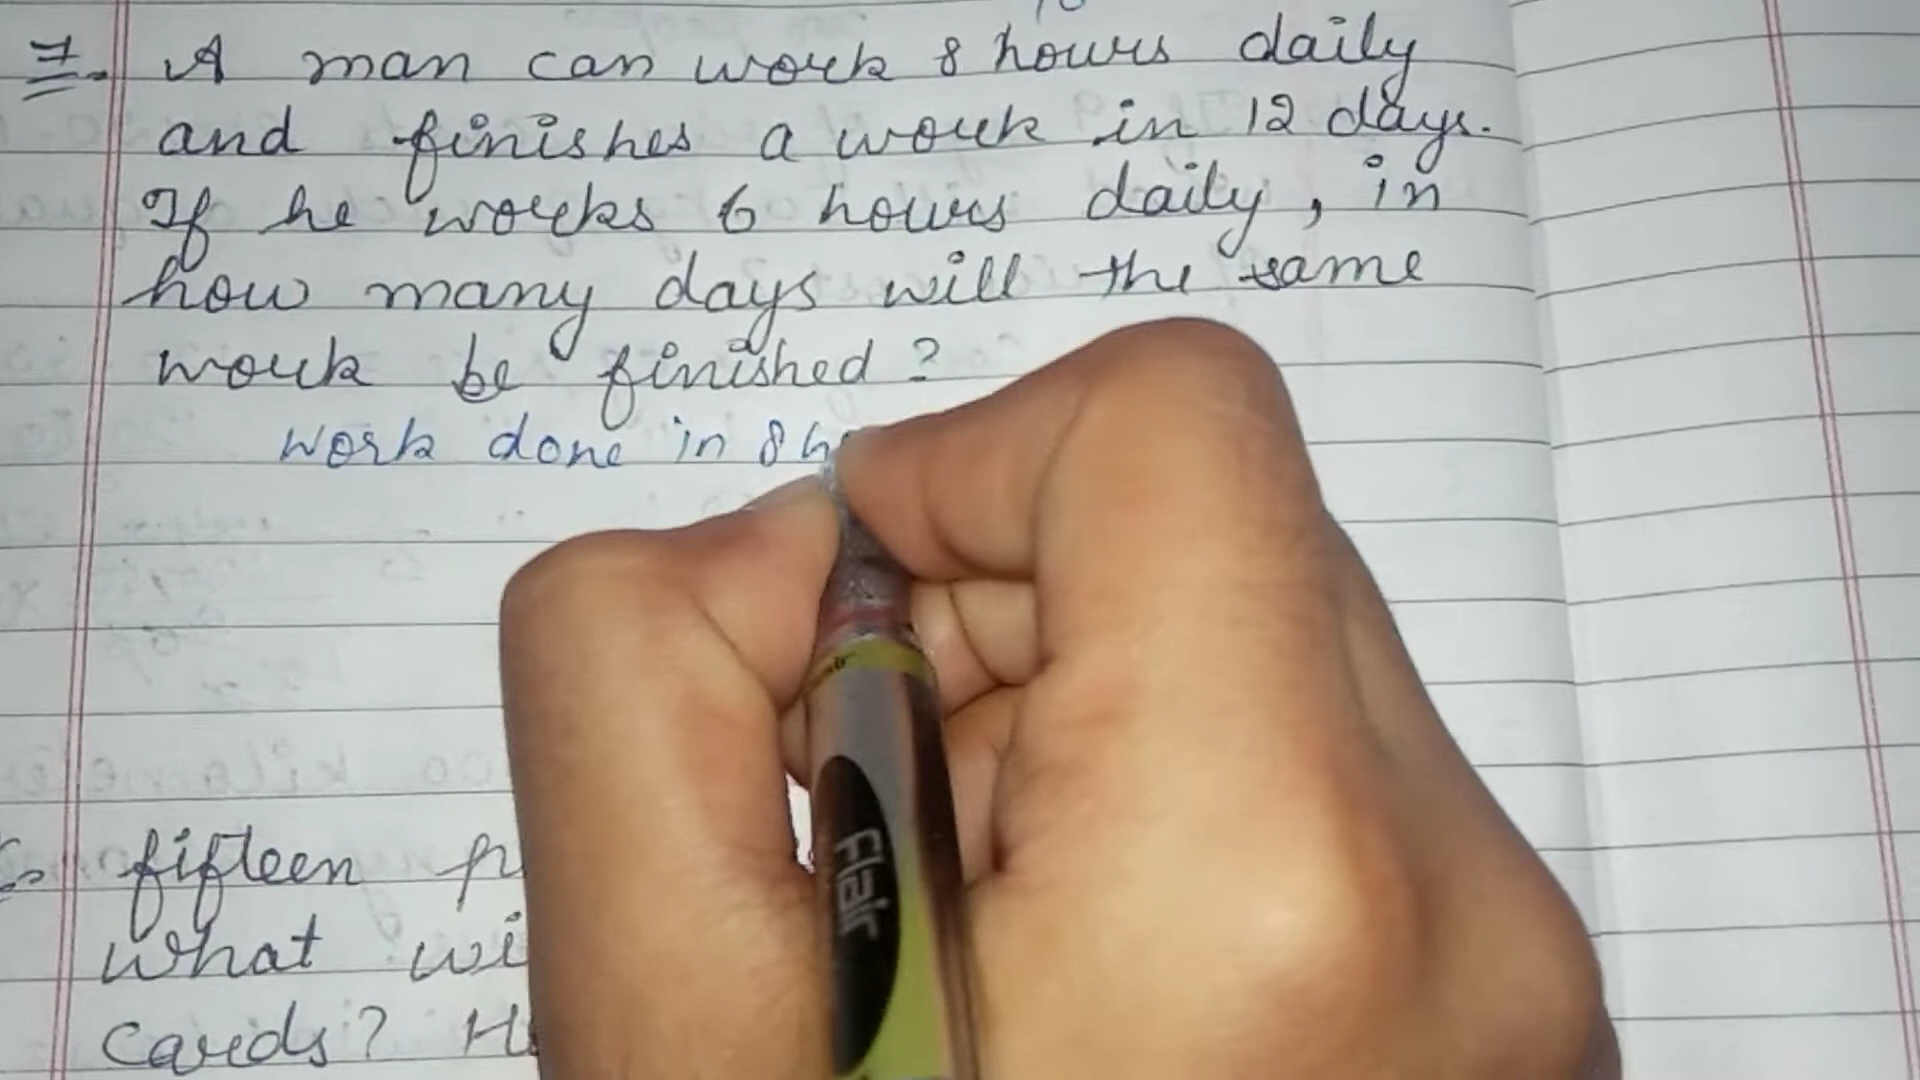 7. A man can work 8 hours daily
and finishes a work in 12 days.
If he works 6 hours daily, in
how many days will the same
work be finished?
Work done in 8 h
fifteen
what
cards?
Flair